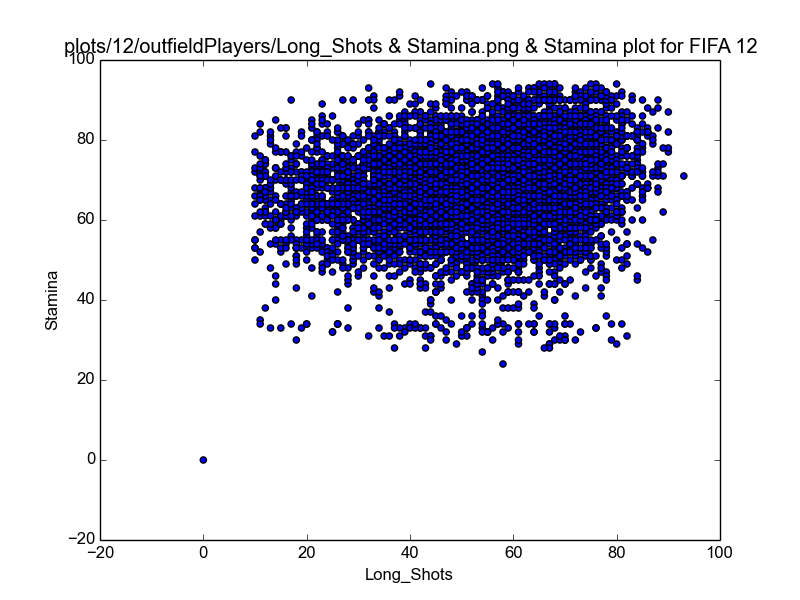 plots/12/outfieldPlayers/Long_Shots & Stamina.png & Stamina plot for FIFA 12
100
80
60
40
20
0
−20
Stamina
−20 0 20 40 60 80 100
Long_Shots